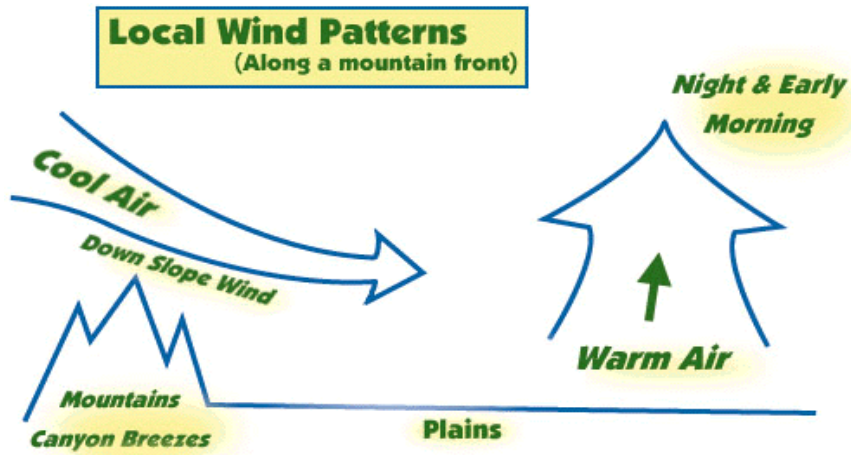 Local Wind Patterns
(Along a mountain front)
Night & Early
Morning
Cool Air
Down Slope Wind
Warm Air
Mountains
Canyon Breezes
Plains